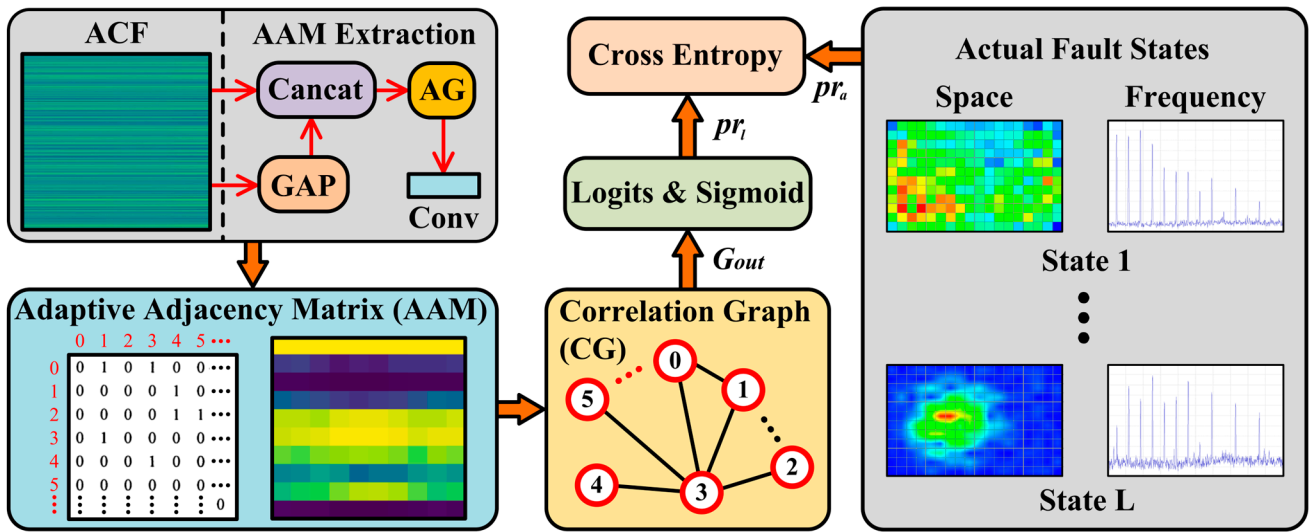 ACF
AAM Extraction
Cancat
AG
GAP
Conv
Adaptive Adjacency Matrix (AAM)
0 1 2 3 4 5 •••
0 0 1 0 1 0 0 •••
1 0 0 0 0 1 0 •••
2 0 0 0 0 1 1 •••
3 0 1 0 0 0 0 •••
4 0 0 0 1 0 0 •••
5 0 0 0 0 0 0 •••
0
Correlation Graph
(CG)
0
1
2
3
4
5
Gout
Logits & Sigmoid
prl
Cross Entropy
pra
Actual Fault States
Space Frequency
State 1
State L